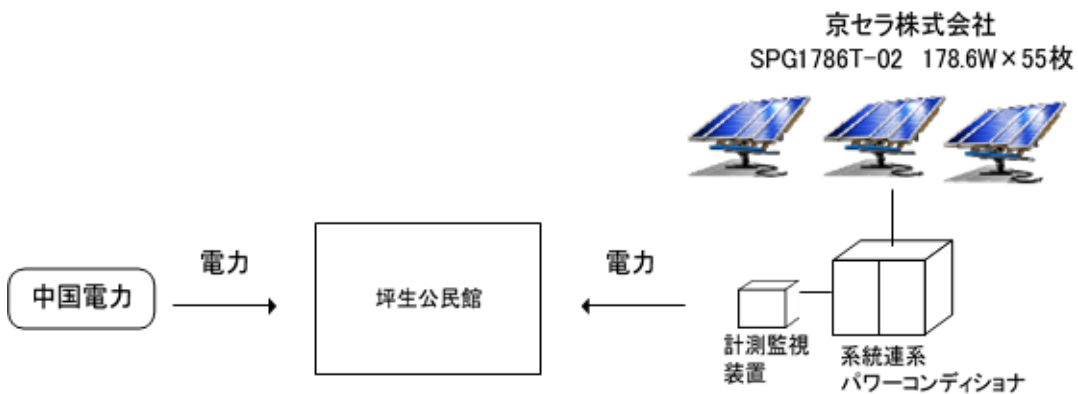 京セラ株式会社
SPG1786T-02 178.6W×55枚
電力
電力
中国電力
坪生公民館
計測監視
装置
系統連系
パワーコンディショナ